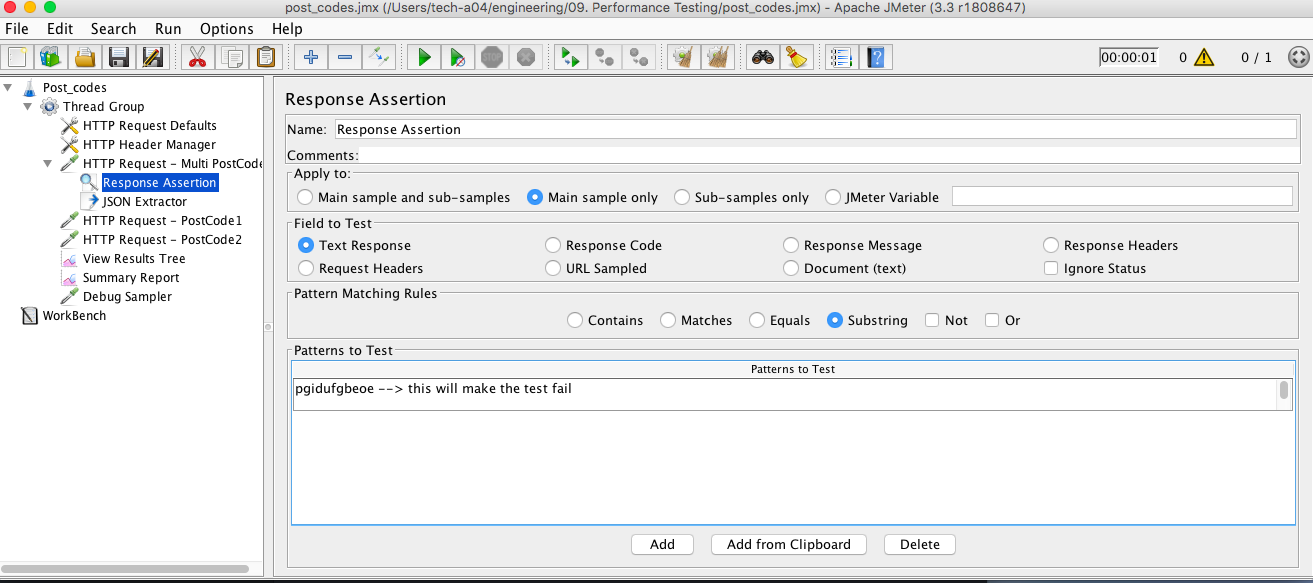 post_codes.jmx (/Users/tech-a04/engineering/09. Performance Testing/post_codes.jmx) - Apache JMeter (3.3 r1808647)
File Edit Search Run Options Help
STOP 00:00:01 0 0 / 1
Post_codes
Thread Group
HTTP Request Defaults
HTTP Header Manager
HTTP Request - Multi PostCode
Response Assertion
JSON Extractor
HTTP Request - PostCode1
HTTP Request - PostCode2
View Results Tree
Summary Report
Debug Sampler
WorkBench
Response Assertion
Name: Response Assertion
Comments:
Apply to:
Main sample and sub-samples Main sample only Sub-samples only JMeter Variable
Field to Test
Text Response Response Code Response Message Response Headers
Request Headers URL Sampled Document (text) Ignore Status
Pattern Matching Rules
Contains Matches Equals Substring Not Or
Patterns to Test
Patterns to Test
pgidufgbeoe --> this will make the test fail
Add Add from Clipboard Delete